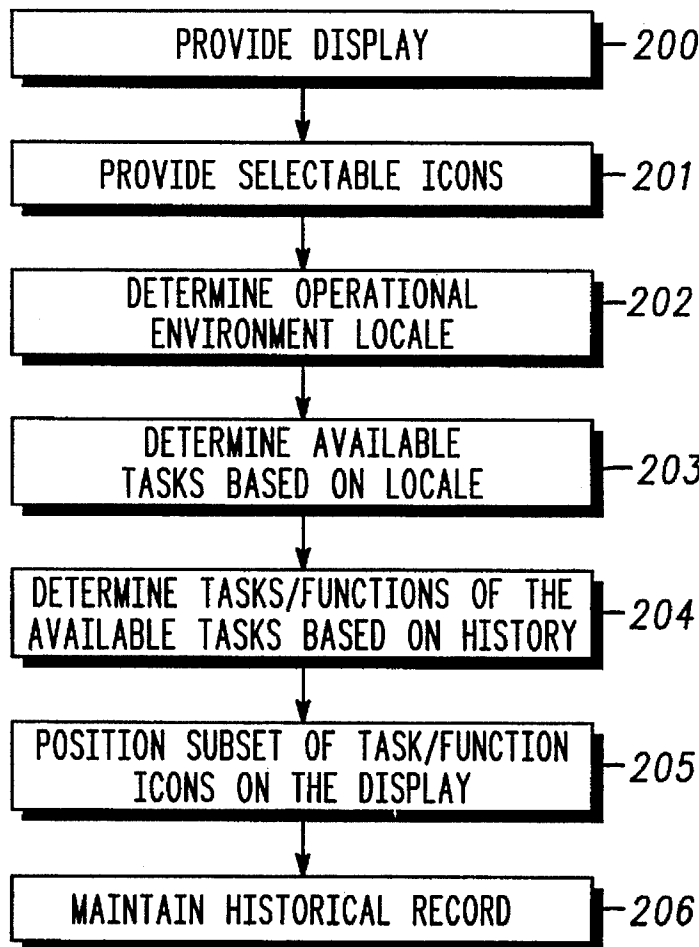 PROVIDE DISPLAY
200
PROVIDE SELECTABLE ICONS
201
DETERMINE OPERATIONAL
ENVIRONMENT LOCALE
202
DETERMINE AVAILABLE
TASKS BASED ON LOCALE
203
DETERMINE TASKS/FUNCTIONS OF THE
AVAILABLE TASKS BASED ON HISTORY
204
POSITION SUBSET OF TASK/FUNCTION
ICONS ON THE DISPLAY
205
MAINTAIN HISTORICAL RECORD
206